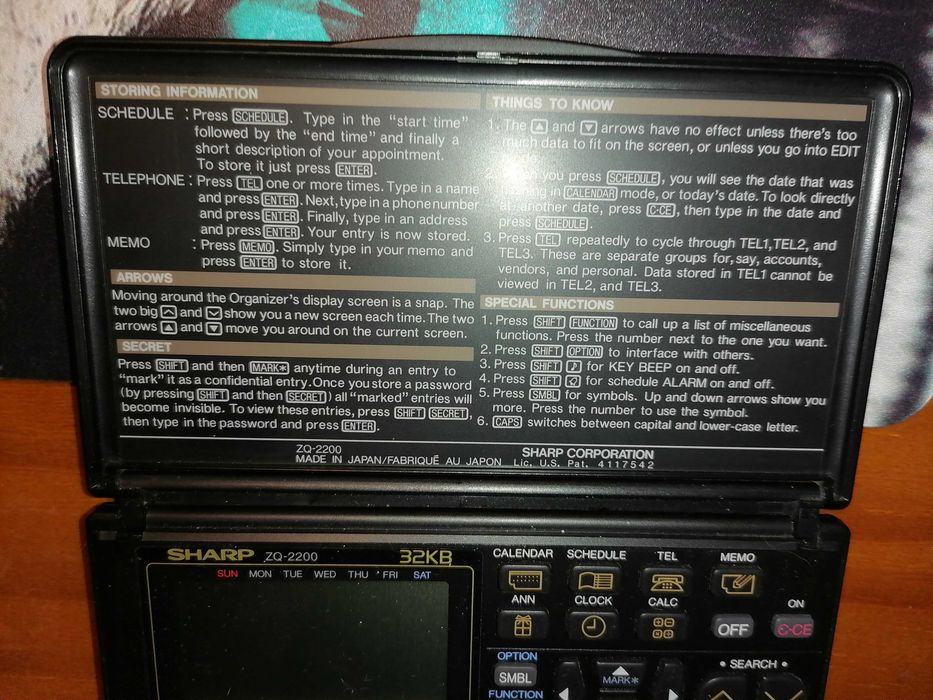 STORING INFORMATION
SCHEDULE : Press SCHEDULE. Type in the “start time”
followed by the “end time” and finally a
short description of your appointment.
To store it just press ENTER.
TELEPHONE : Press TEL one or more times. Type in a name
and press ENTER. Next, type in a phone number
and press ENTER. Finally, type in an address
and press ENTER. Your entry is now stored.
MEMO : Press MEMO. Simply type in your memo and
press ENTER to store it.
ARROWS
Moving around the Organizer's display screen is a snap. The
two big and show you a new screen each time. The two
arrows ▲ and ▼ move you around on the current screen.
SECRET
Press SHIFT and then MARK* anytime during an entry to
“mark” it as a confidential entry. Once you store a password
(by pressing SHIFT and then SECRET) all “marked” entries will
become invisible. To view these entries, press SHIFT SECRET,
then type in the password and press ENTER.
THINGS TO KNOW
1. The ▲ and ▼ arrows have no effect unless there's too
much data to fit on the screen, or unless you go into EDIT
you press SCHEDULE, you will see the date that was
in CALENDAR mode, or today's date. To look directly
at another date, press C·CE, then type in the date and
press SCHEDULE.
3. Press TEL repeatedly to cycle through TEL1, TEL2, and
TEL3. These are separate groups for, say, accounts,
vendors, and personal. Data stored in TEL1 cannot be
viewed in TEL2, and TEL3.
SPECIAL FUNCTIONS
1. Press SHIFT FUNCTION to call up a list of miscellaneous
functions. Press the number next to the one you want.
2. Press SHIFT OPTION to interface with others.
3. Press SHIFT ♪ for KEY BEEP on and off.
4. Press SHIFT for schedule ALARM on and off.
5. Press SMBL for symbols. Up and down arrows show you
more. Press the number to use the symbol.
6. CAPS switches between capital and lower-case letter.
ZQ-2200 SHARP CORPORATION
MADE IN JAPAN/FABRIQUÉ AU JAPON Lic. U.S. Pat. 4117542
SHARP ZQ-2200 32KB
SUN MON TUE WED THU FRI SAT
CALENDAR SCHEDULE TEL MEMO
ANN CLOCK CALC
ON
OFF C·CE
OPTION
SMBL
FUNCTION
MARK*
• SEARCH •